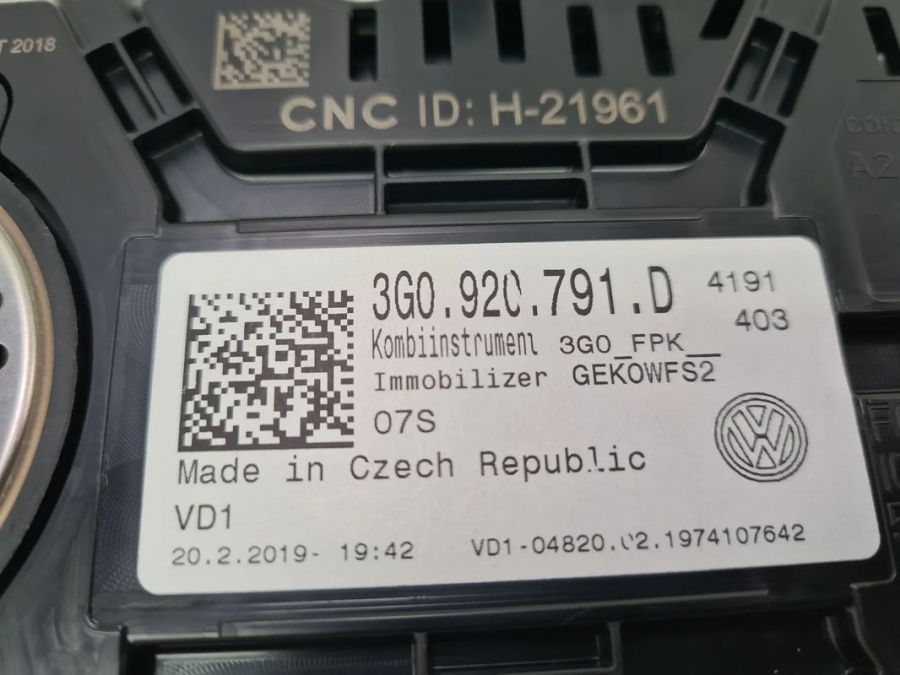 T 2018
CNC ID: H-21961
3G0.920.791.D 4191
403
Kombiinstrument 3G0_FPK__
Immobilizer GEKOWFS2
07S
Made in Czech Republic
VD1
20.2.2019- 19:42 VD1-04820.02.1974107642
A2